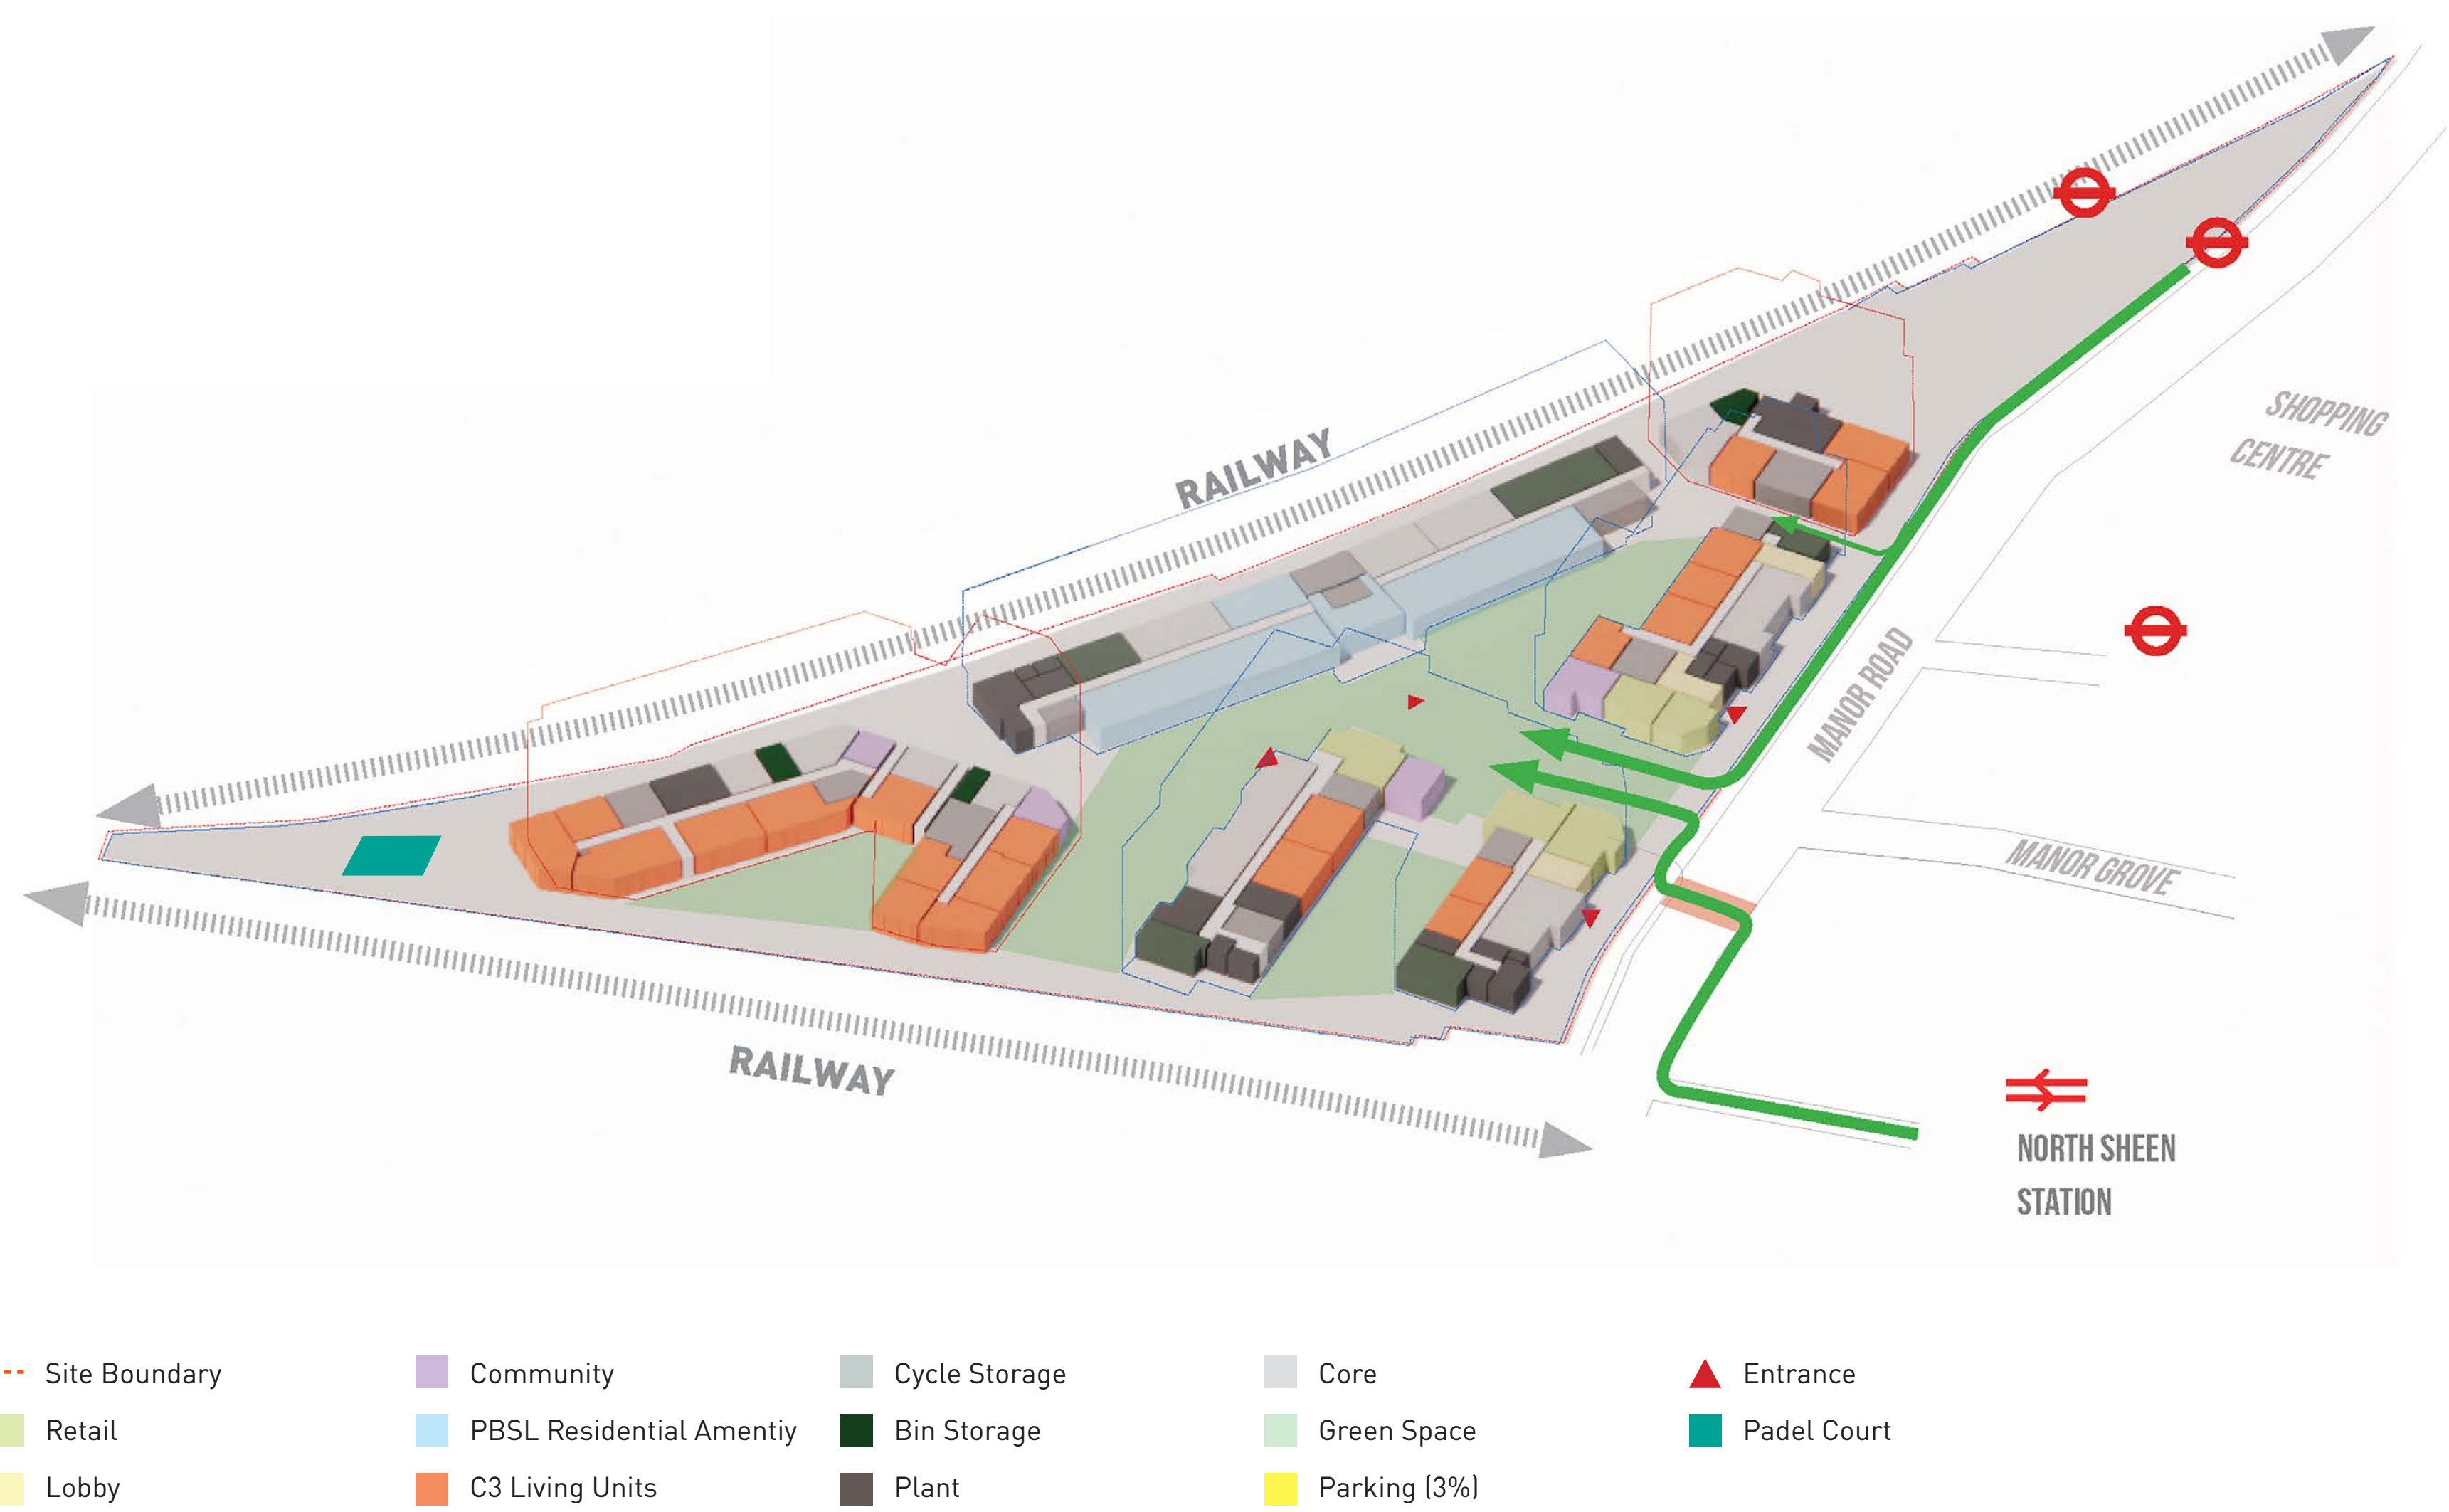 RAILWAY
SHOPPING
CENTRE
MANOR ROAD
MANOR GROVE
RAILWAY
NORTH SHEEN
STATION
Site Boundary
Retail
Lobby
Community
PBSL Residential Amentiy
C3 Living Units
Cycle Storage
Bin Storage
Plant
Core
Green Space
Parking (3%)
Entrance
Padel Court